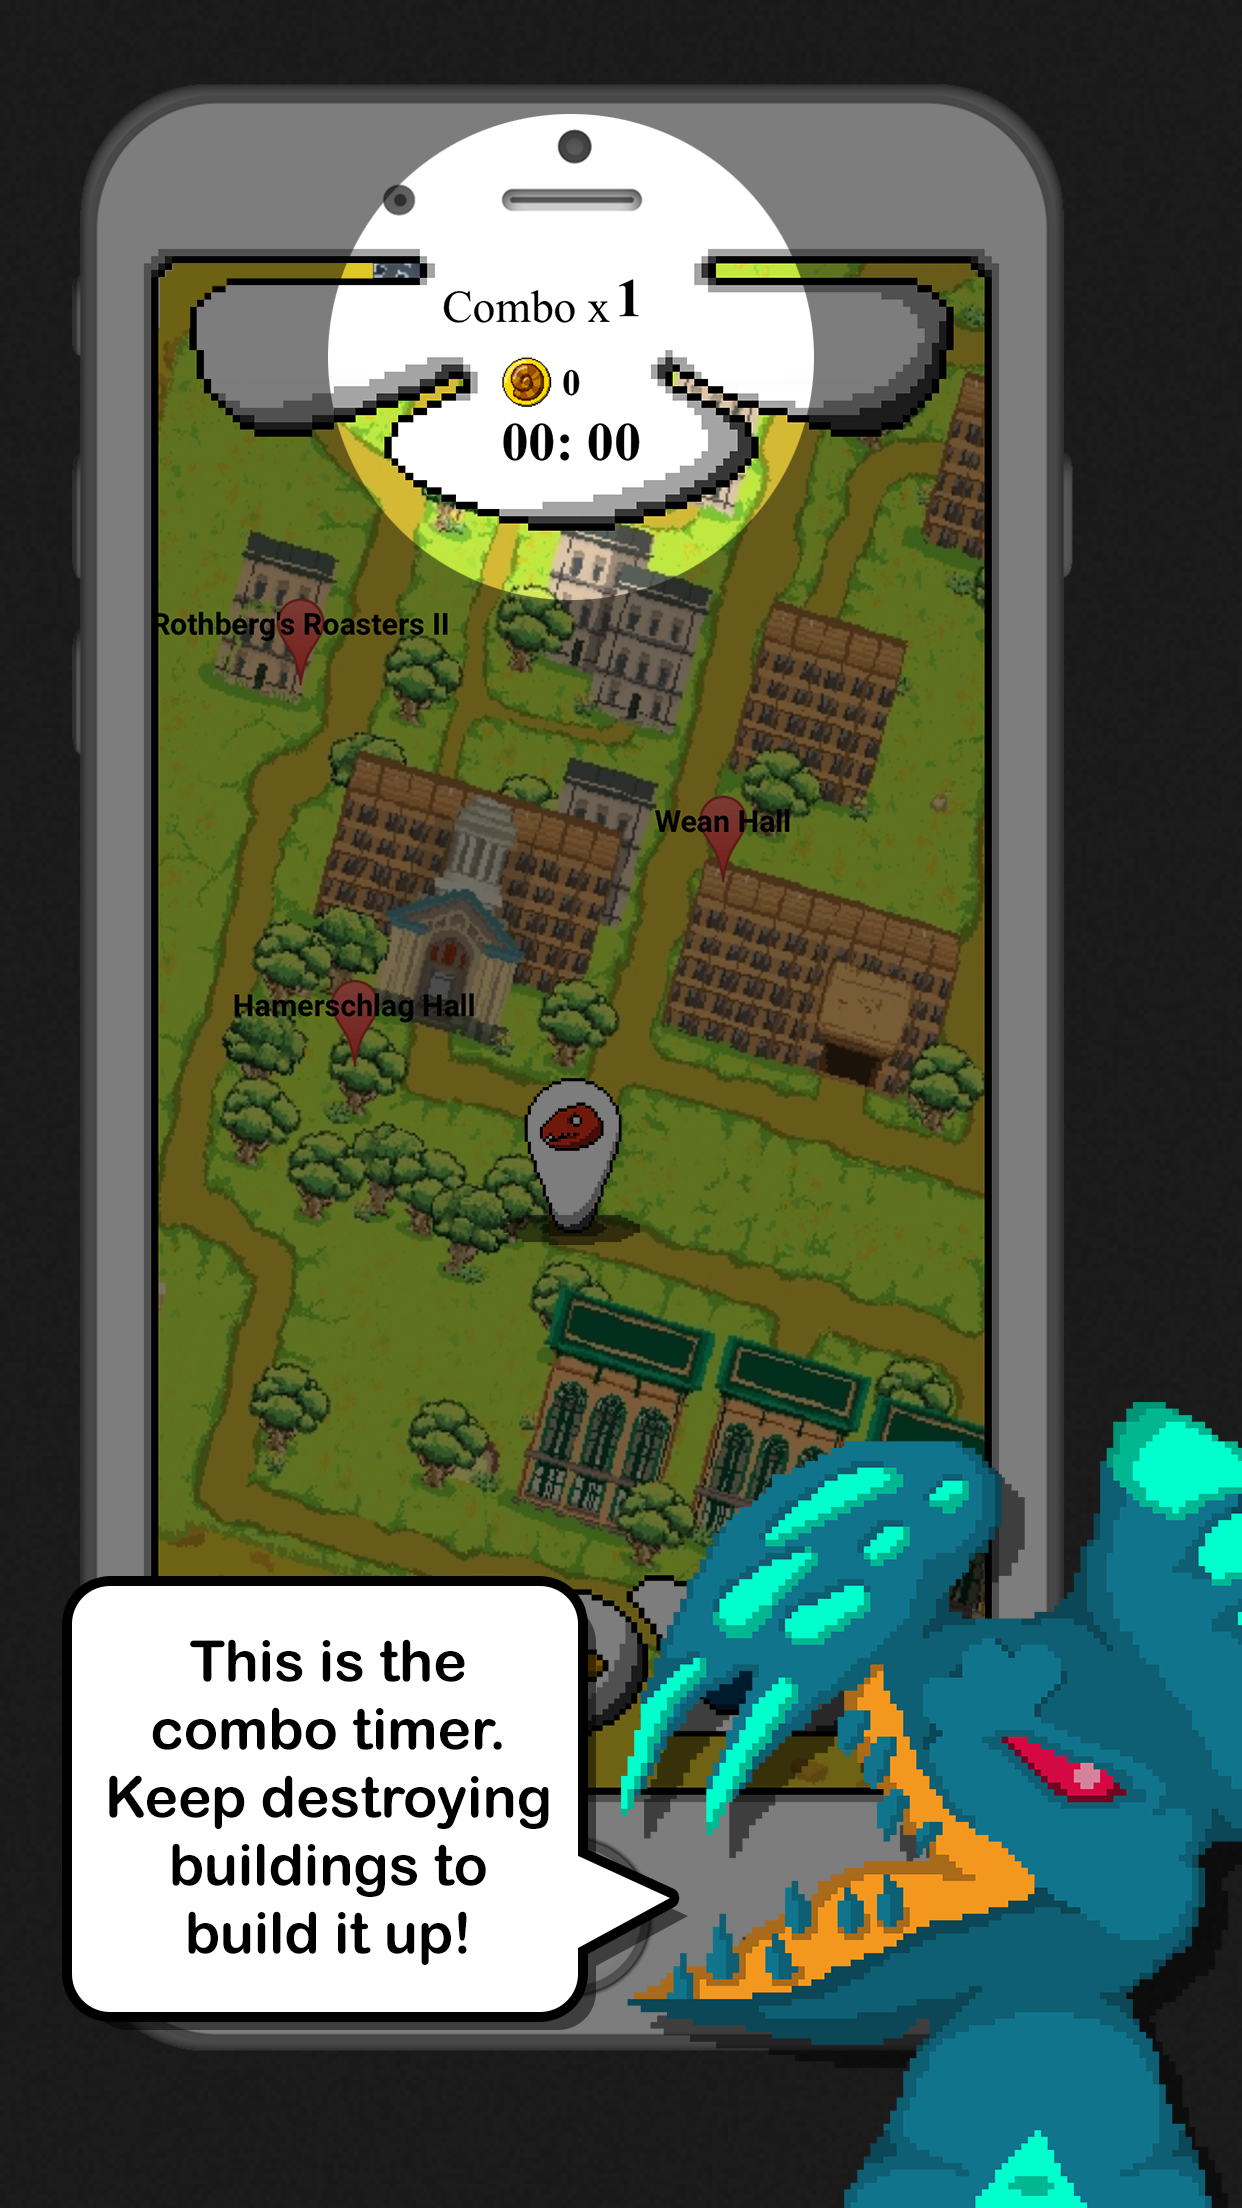 Combo x 1
0
00: 00
Rothberg's Roasters II
Wean Hall
Hamerschlag Hall
This is the
combo timer.
Keep destroying
buildings to
build it up!